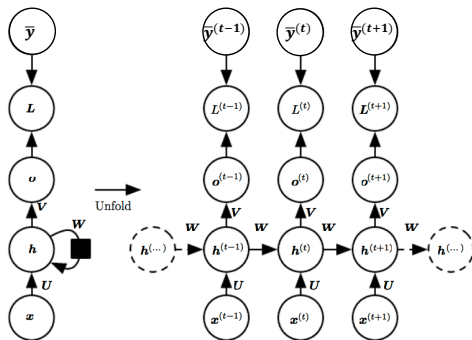 ȳ ȳ(t−1) ȳ(t) ȳ(t+1)
L L(t−1) L(t) L(t+1)
o o(t−1) o(t) o(t+1)
Unfold
V V V V
W W W W W
h h(...) h(t−1) h(t) h(t+1) h(...)
U U U U
x x(t−1) x(t) x(t+1)